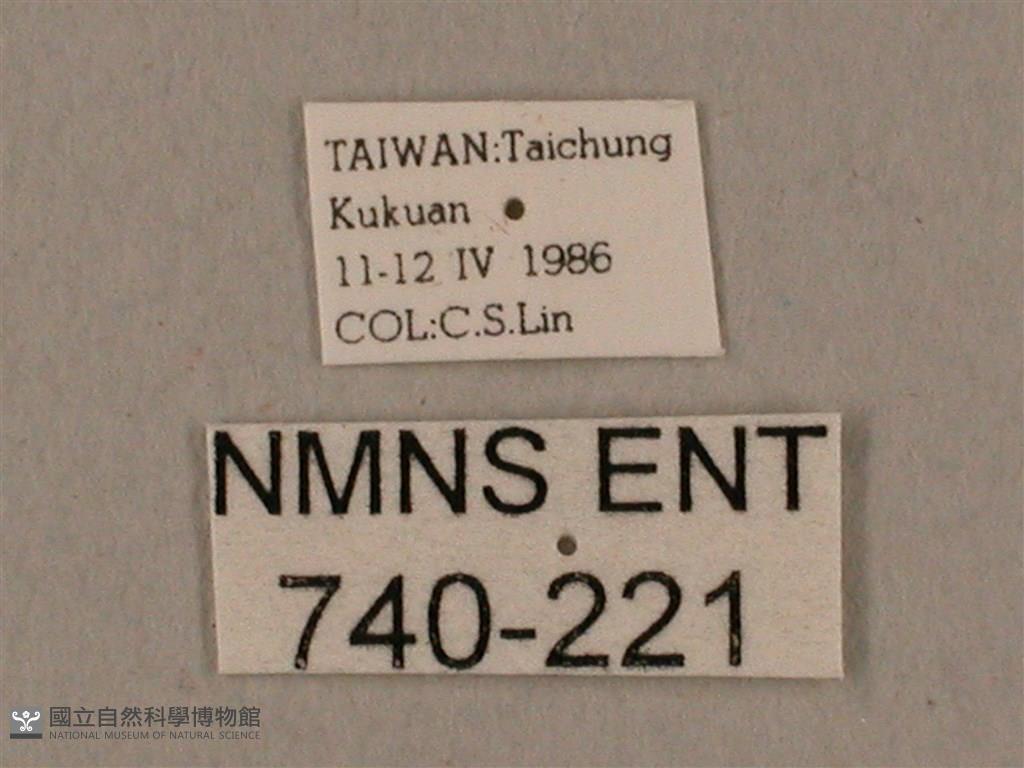 TAIWAN:Taichung
Kukuan
11-12 IV 1986
COL:C.S.Lin
NMNS ENT
740-221
國立自然科學博物館
NATIONAL MUSEUM OF NATURAL SCIENCE